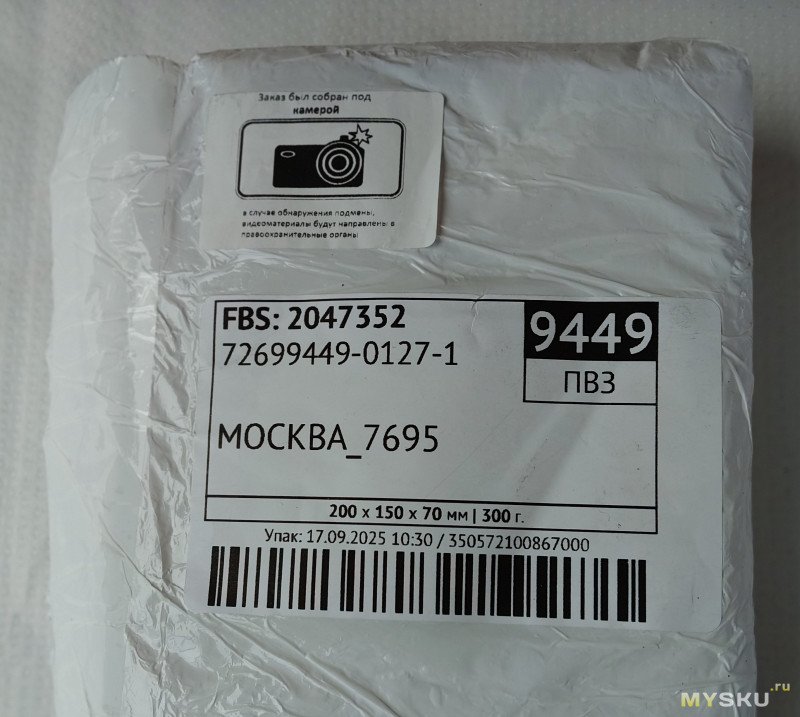 Заказ был собран под
камерой
в случае обнаружения подмены,
видеоматериалы будут направлены в
правоохранительные органы
FBS: 2047352
9449
72699449-0127-1
ПВЗ
МОСКВА_7695
200 x 150 x 70 мм | 300 г.
Упак: 17.09.2025 10:30 / 350572100867000
MYSKU.ru